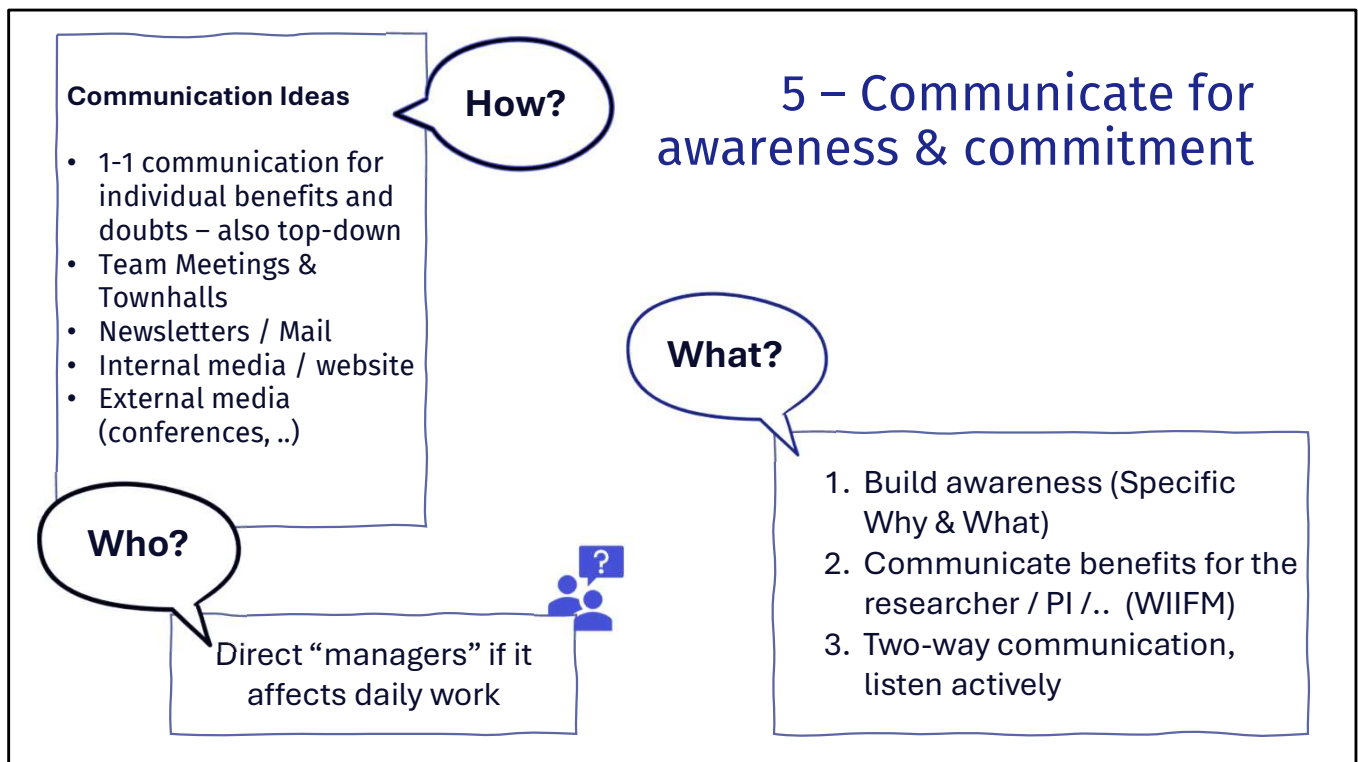 5 – Communicate for
awareness & commitment
How?
Communication Ideas
• 1-1 communication for
individual benefits and
doubts – also top-down
• Team Meetings &
Townhalls
• Newsletters / Mail
• Internal media / website
• External media
(conferences, ..)
What?
1. Build awareness (Specific
Why & What)
2. Communicate benefits for the
researcher / PI /.. (WIIFM)
3. Two-way communication,
listen actively
Who?
?
Direct “managers” if it
affects daily work